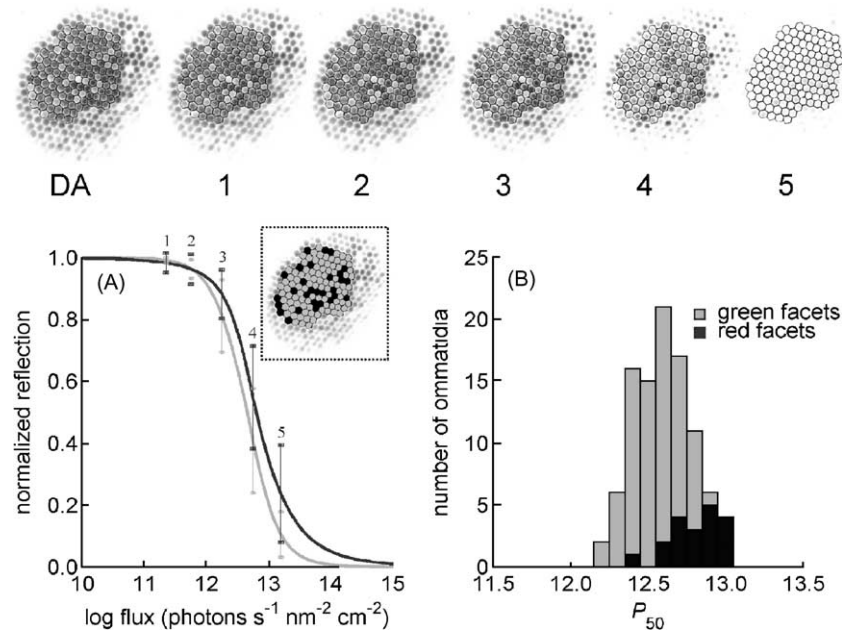 DA 1 2 3 4 5
1.0
0.8
0.6
0.4
0.2
0.0
(A)
1 2 3 4 5
normalized reflection
10 11 12 13 14 15
log flux (photons s⁻¹ nm⁻² cm⁻²)
25
20
15
10
5
0
(B)
green facets
red facets
number of ommatidia
11.5 12.0 12.5 13.0 13.5
P₅₀